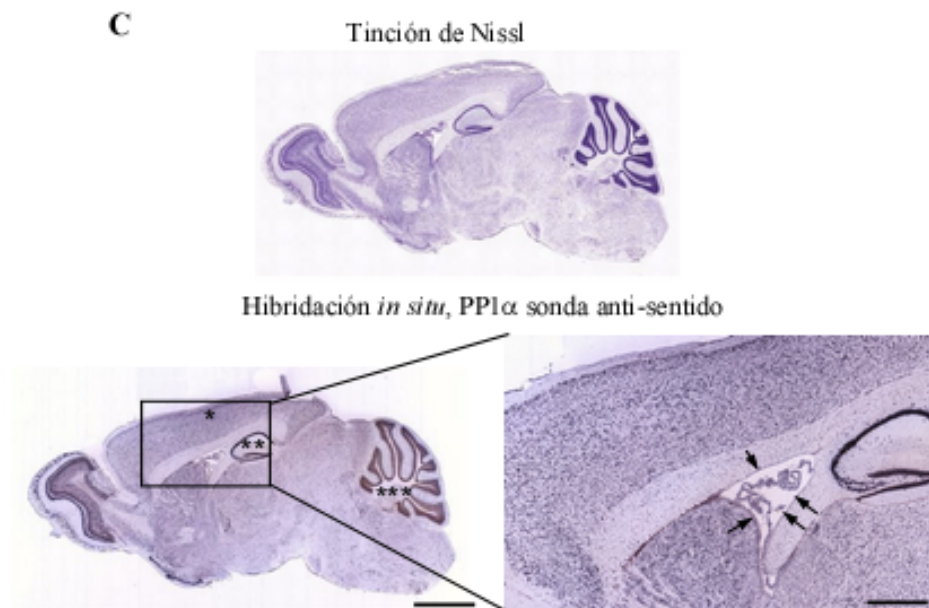 C
Tinción de Nissl
Hibridación in situ, PP1α sonda anti-sentido
*
**
***